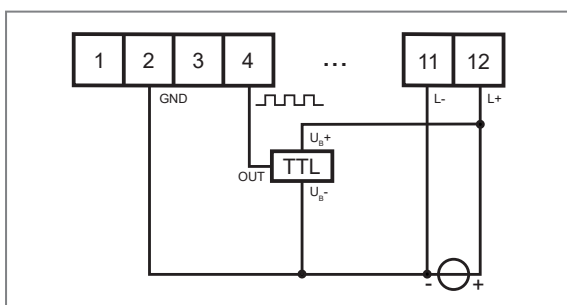 1 2 3 4 ... 11 12
GND L- L+
UB+
OUT TTL
UB-
- +